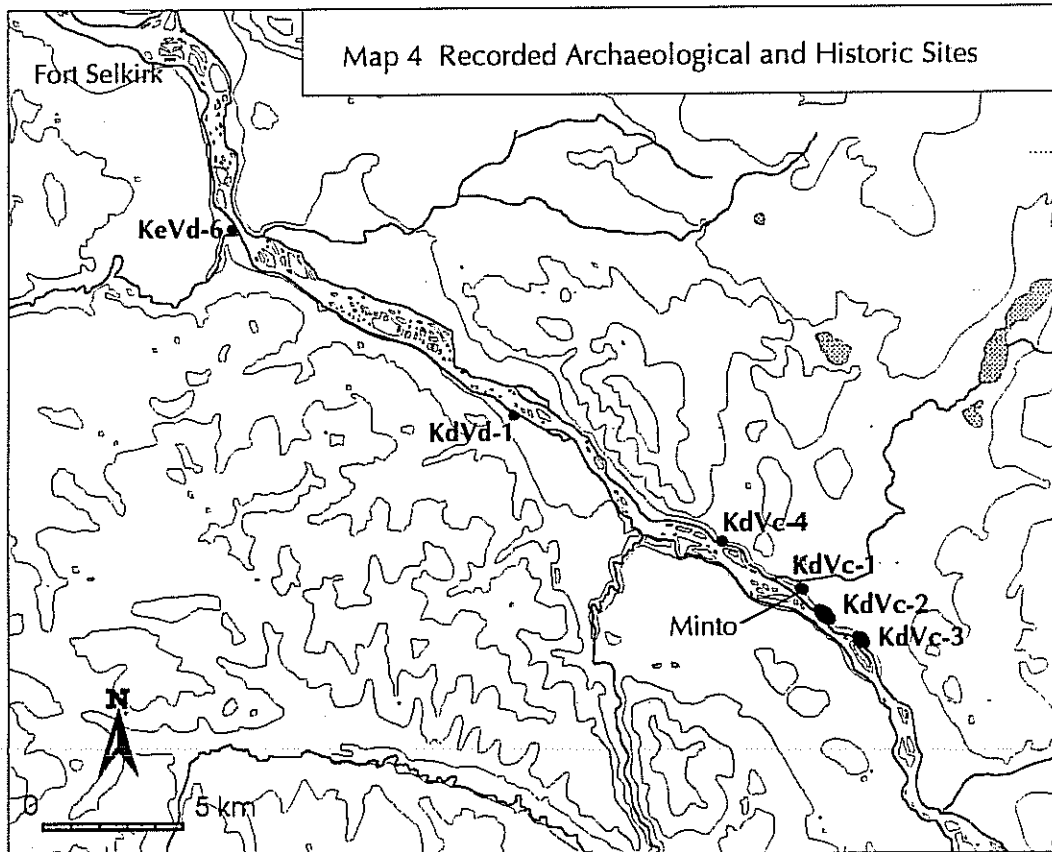 Map 4 Recorded Archaeological and Historic Sites
Fort Selkirk
KeVd-6
KdVd-1
KdVc-4
KdVc-1
KdVc-2
Minto
KdVc-3
N
0 5 km